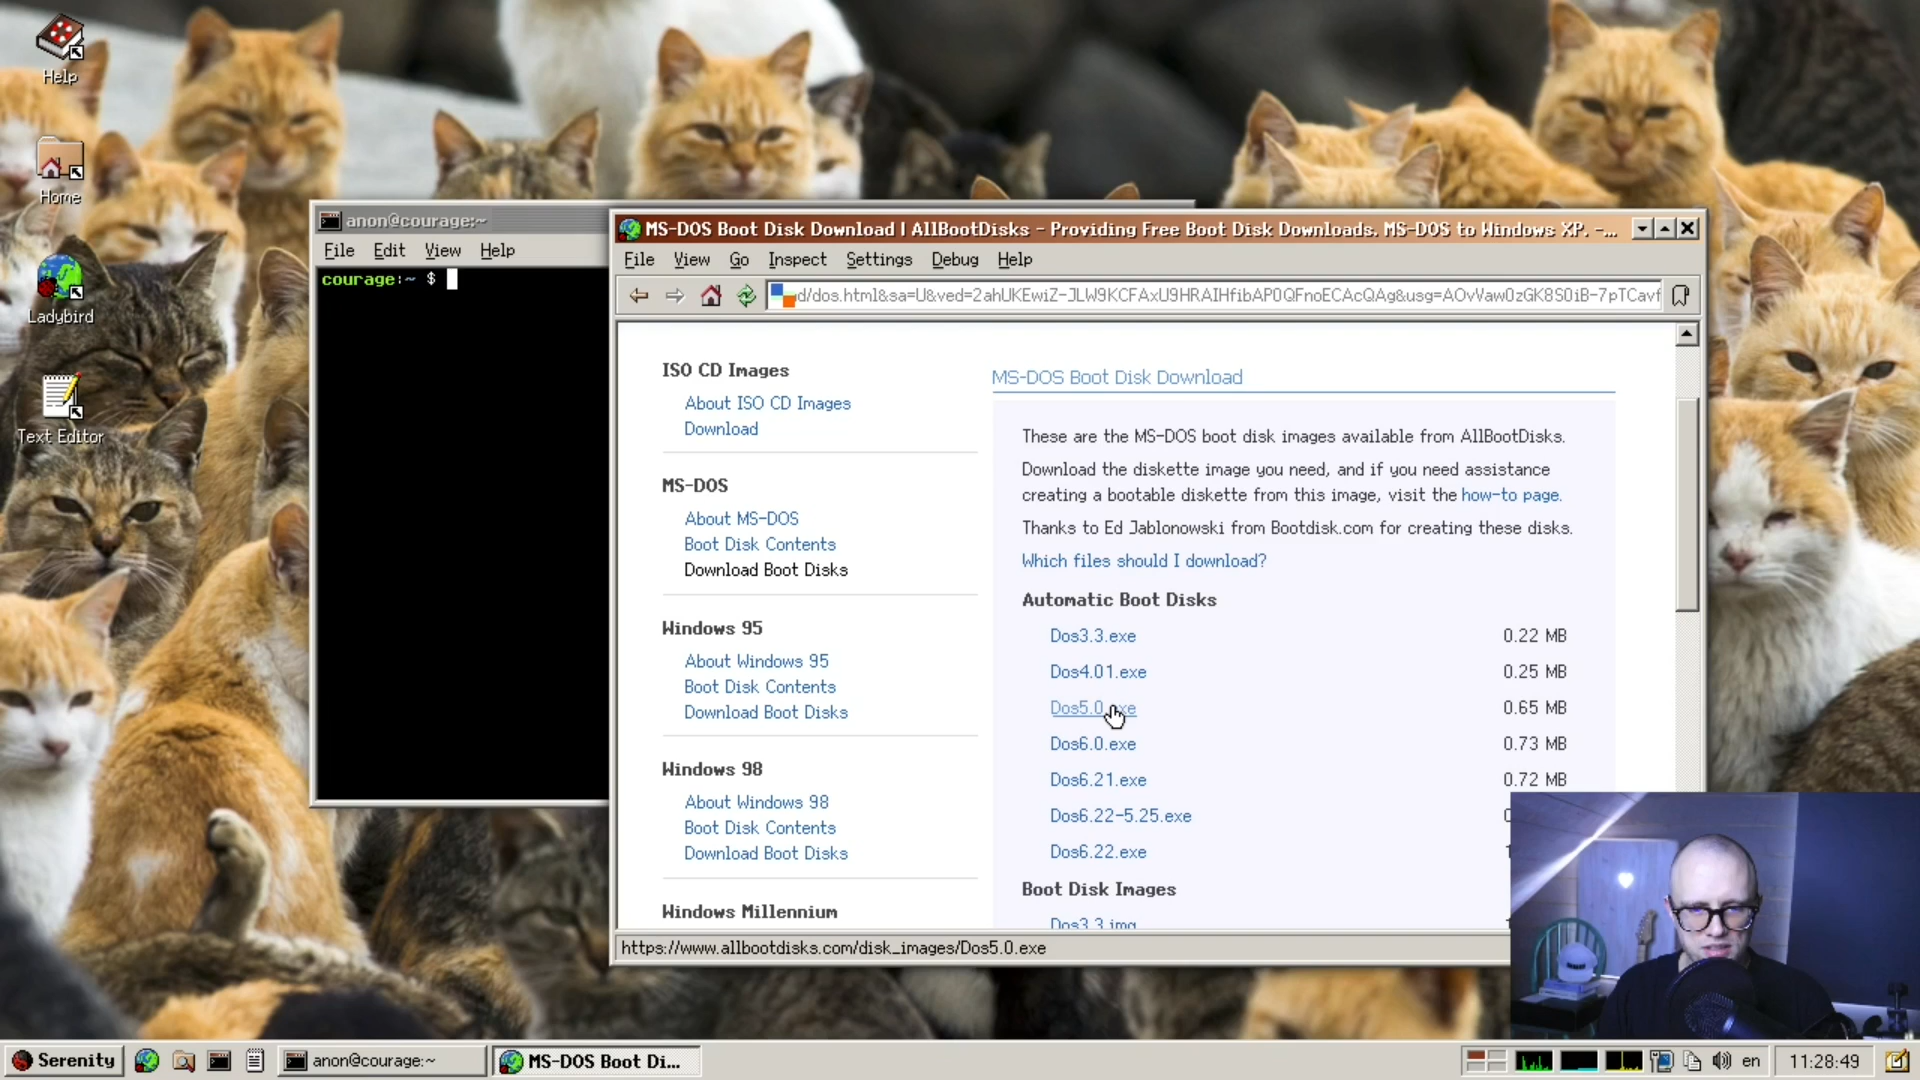 Help
Home
Ladybird
Text Editor
anon@courage:~
File Edit View Help
courage:~ $
MS-DOS Boot Disk Download | AllBootDisks - Providing Free Boot Disk Downloads. MS-DOS to Windows XP. -...
File View Go Inspect Settings Debug Help
d/dos.html&sa=U&ved=2ahUKEwiZ-JLW9KCFAxU9HRAIHfibAP0QFnoECAcQAg&usg=AOvVaw0zGK8S0iB-7pTCavf
ISO CD Images
About ISO CD Images
Download
MS-DOS
About MS-DOS
Boot Disk Contents
Download Boot Disks
Windows 95
About Windows 95
Boot Disk Contents
Download Boot Disks
Windows 98
About Windows 98
Boot Disk Contents
Download Boot Disks
Windows Millennium
MS-DOS Boot Disk Download
These are the MS-DOS boot disk images available from AllBootDisks.
Download the diskette image you need, and if you need assistance
creating a bootable diskette from this image, visit the how-to page.
Thanks to Ed Jablonowski from Bootdisk.com for creating these disks.
Which files should I download?
Automatic Boot Disks
Dos3.3.exe 0.22 MB
Dos4.01.exe 0.25 MB
Dos5.0.exe 0.65 MB
Dos6.0.exe 0.73 MB
Dos6.21.exe 0.72 MB
Dos6.22-5.25.exe
Dos6.22.exe
Boot Disk Images
Dos3.3.img
https://www.allbootdisks.com/disk_images/Dos5.0.exe
Serenity anon@courage:~ MS-DOS Boot Di... en 11:28:49